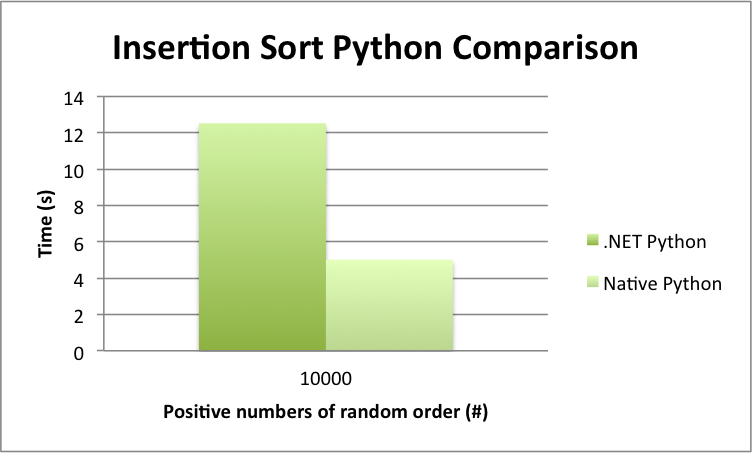 Insertion Sort Python Comparison
14
12
10
8
6
4
2
0
Time (s)
10000
Positive numbers of random order (#)
.NET Python
Native Python